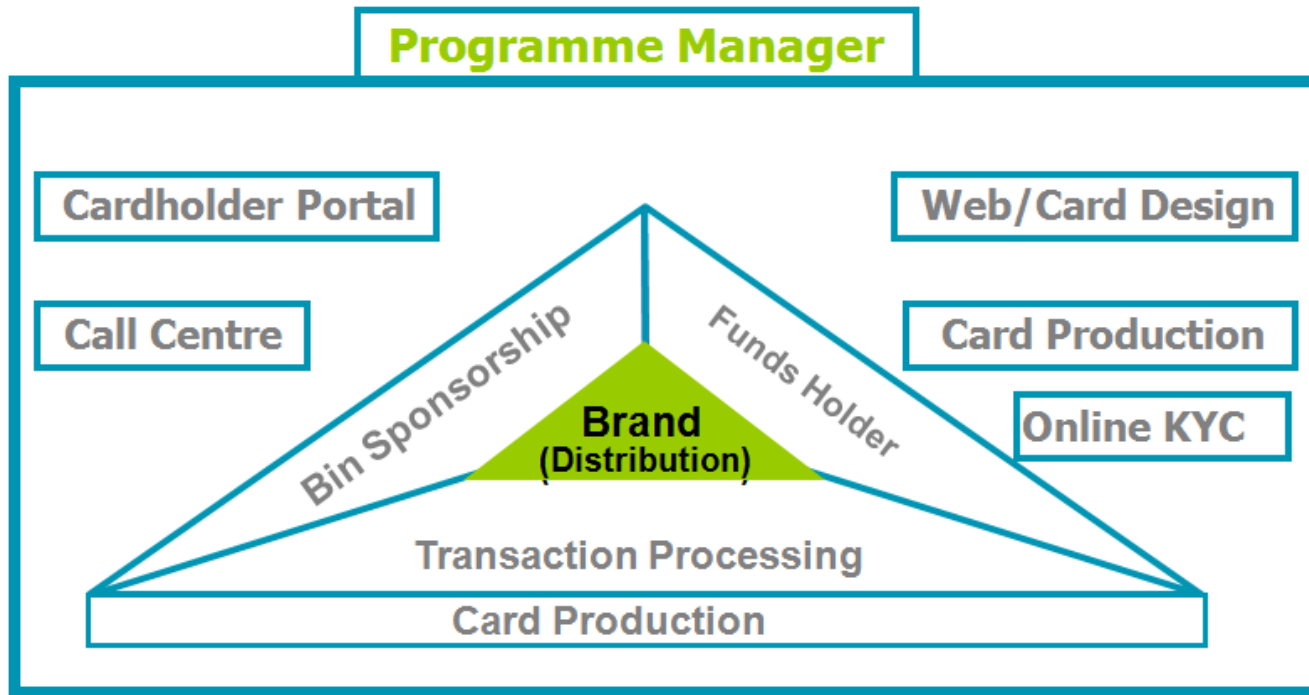 Programme Manager
Cardholder Portal
Web/Card Design
Call Centre
Card Production
Online KYC
Bin Sponsorship
Funds Holder
Brand
(Distribution)
Transaction Processing
Card Production